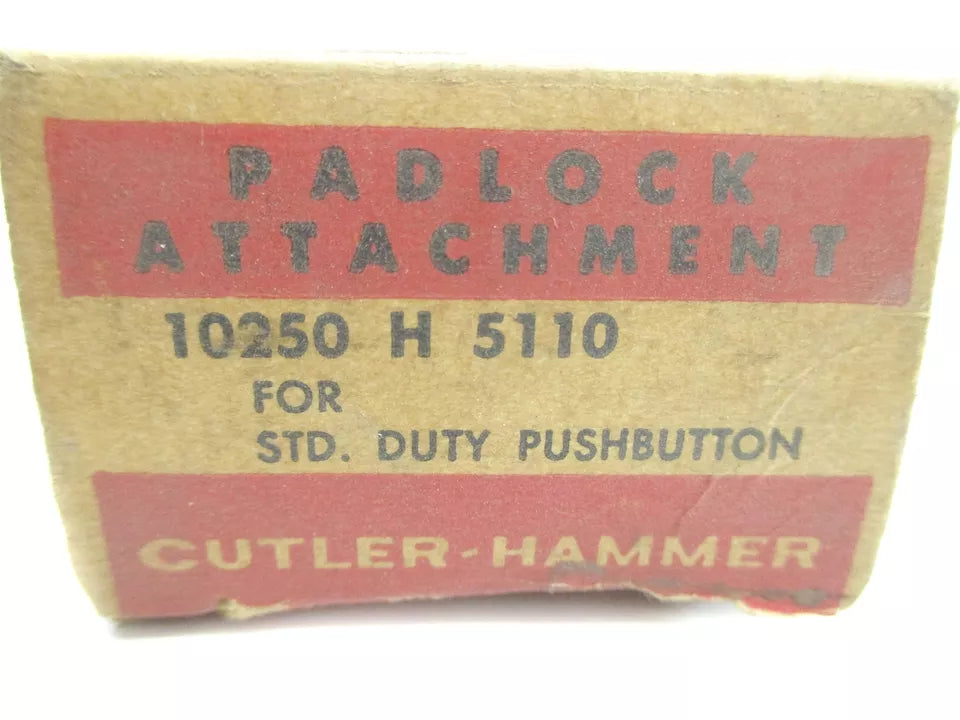 PADLOCK
ATTACHMENT
10250 H 5110
FOR
STD. DUTY PUSHBUTTON
CUTLER-HAMMER